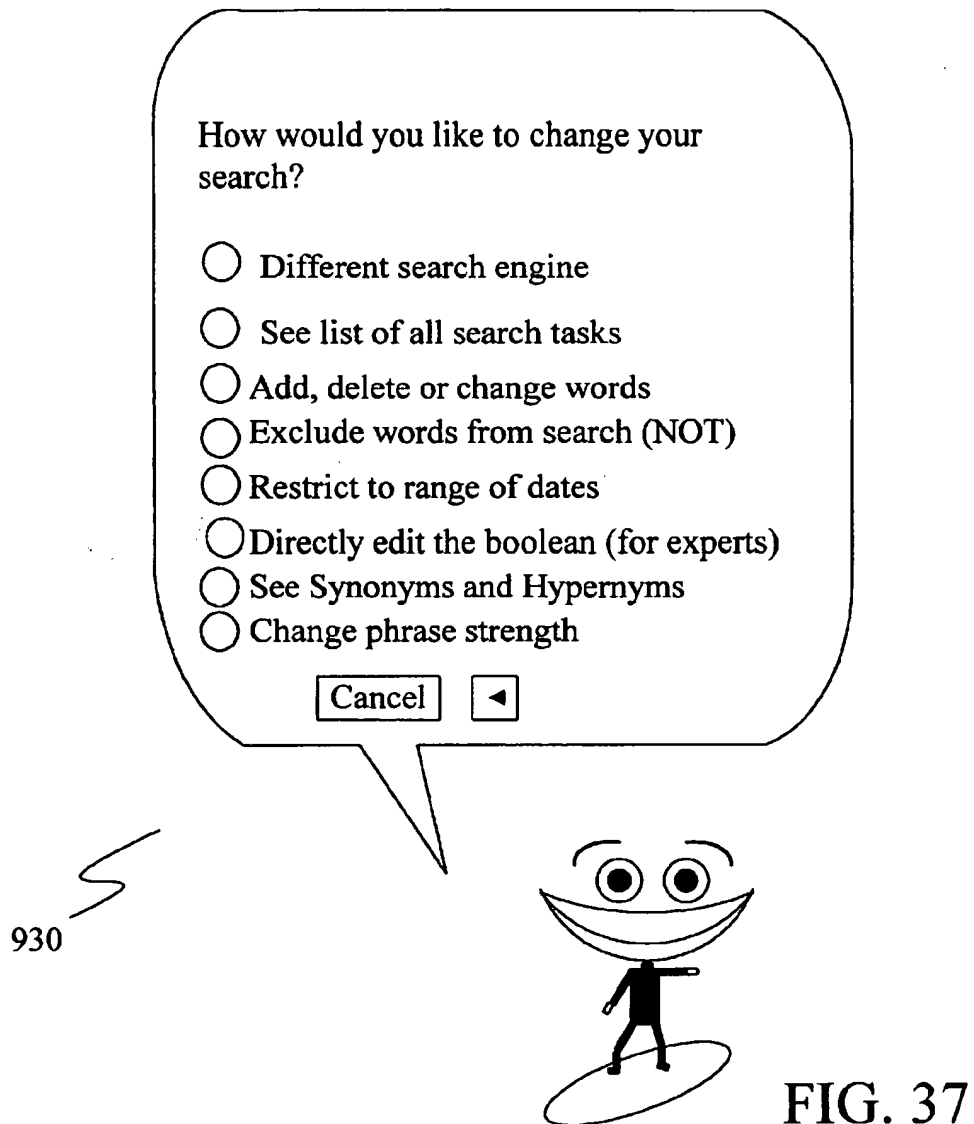 How would you like to change your
search?
Different search engine
See list of all search tasks
Add, delete or change words
Exclude words from search (NOT)
Restrict to range of dates
Directly edit the boolean (for experts)
See Synonyms and Hypernyms
Change phrase strength
Cancel
930
FIG. 37